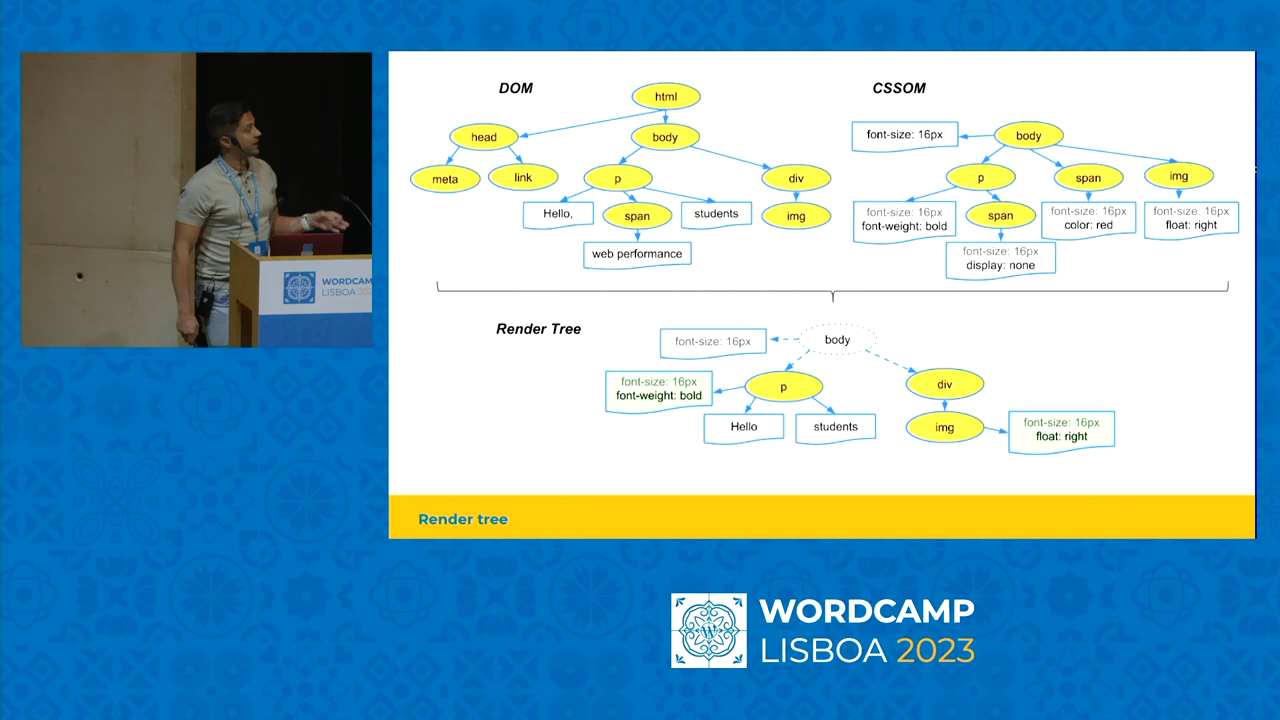 DOM
html
head
body
meta
link
p
div
Hello,
span
students
img
web performance
CSSOM
font-size: 16px
body
p
span
img
font-size: 16px
font-weight: bold
span
font-size: 16px
color: red
font-size: 16px
float: right
font-size: 16px
display: none
Render Tree
font-size: 16px
body
font-size: 16px
font-weight: bold
p
div
Hello
students
img
font-size: 16px
float: right
Render tree
WORDCAM
LISBOA 202
WORDCAMP
LISBOA 2023